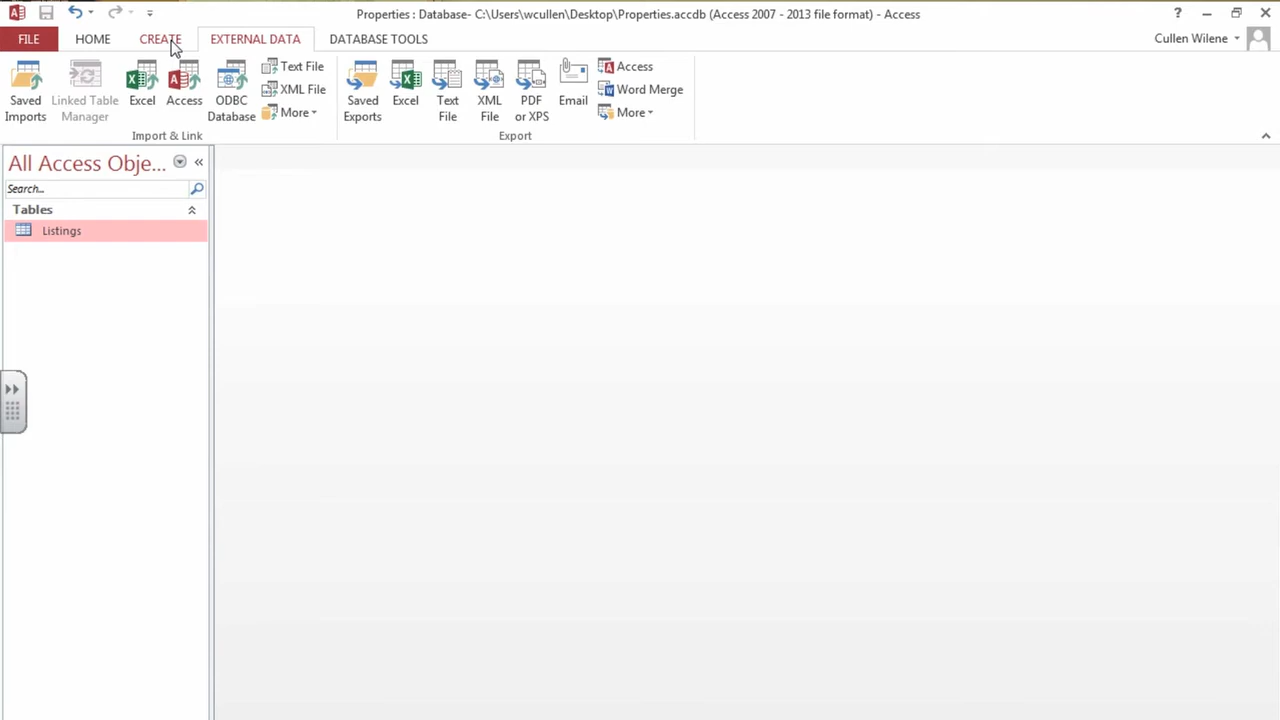 Properties : Database- C:\Users\wcullen\Desktop\Properties.accdb (Access 2007 - 2013 file format) - Access
?
FILE
HOME
CREATE
EXTERNAL DATA
DATABASE TOOLS
Cullen Wilene
Saved Imports
Linked Table Manager
Excel
Access
ODBC Database
Text File
XML File
More
Import & Link
Saved Exports
Excel
Text File
XML File
PDF or XPS
Email
Access
Word Merge
More
Export
All Access Obje...
Search...
Tables
Listings